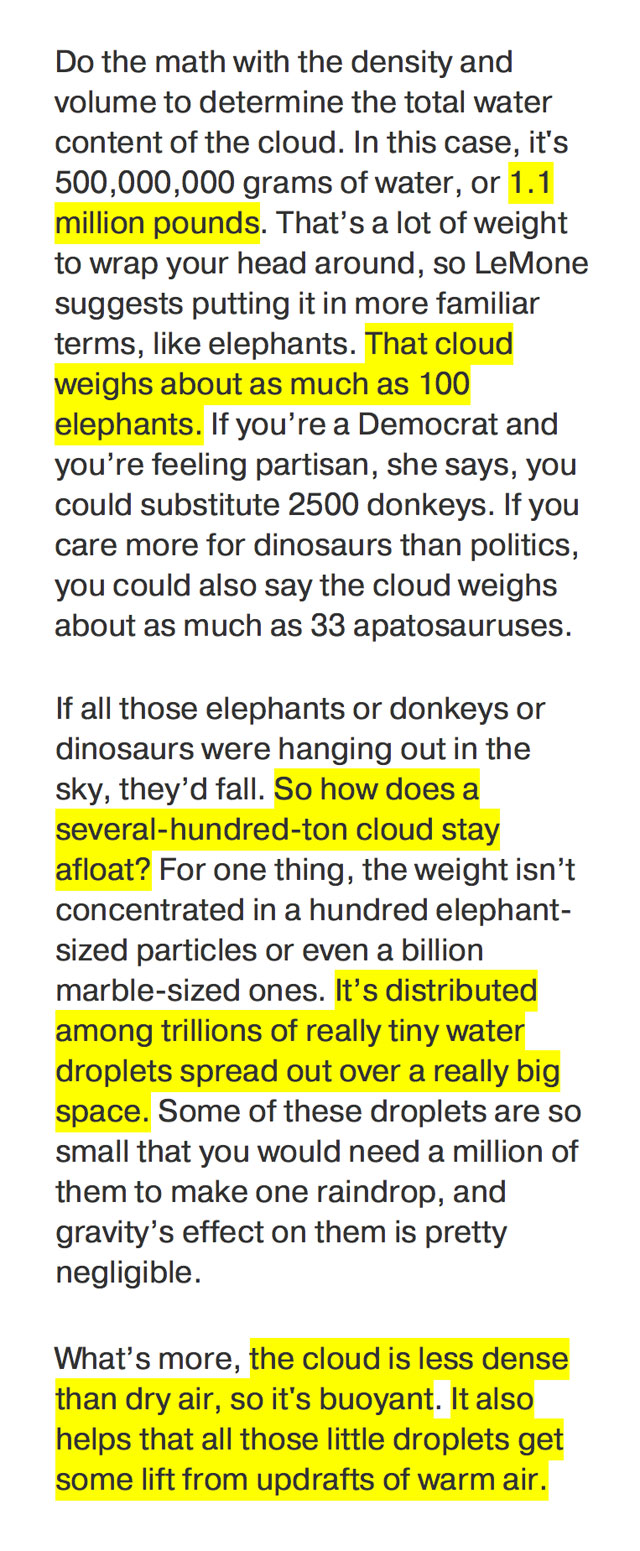 Do the math with the density and
volume to determine the total water
content of the cloud. In this case, it's
500,000,000 grams of water, or 1.1
million pounds. That’s a lot of weight
to wrap your head around, so LeMone
suggests putting it in more familiar
terms, like elephants. That cloud
weighs about as much as 100
elephants. If you’re a Democrat and
you’re feeling partisan, she says, you
could substitute 2500 donkeys. If you
care more for dinosaurs than politics,
you could also say the cloud weighs
about as much as 33 apatosauruses.
If all those elephants or donkeys or
dinosaurs were hanging out in the
sky, they’d fall. So how does a
several-hundred-ton cloud stay
afloat? For one thing, the weight isn’t
concentrated in a hundred elephant-
sized particles or even a billion
marble-sized ones. It’s distributed
among trillions of really tiny water
droplets spread out over a really big
space. Some of these droplets are so
small that you would need a million of
them to make one raindrop, and
gravity’s effect on them is pretty
negligible.
What’s more, the cloud is less dense
than dry air, so it's buoyant. It also
helps that all those little droplets get
some lift from updrafts of warm air.